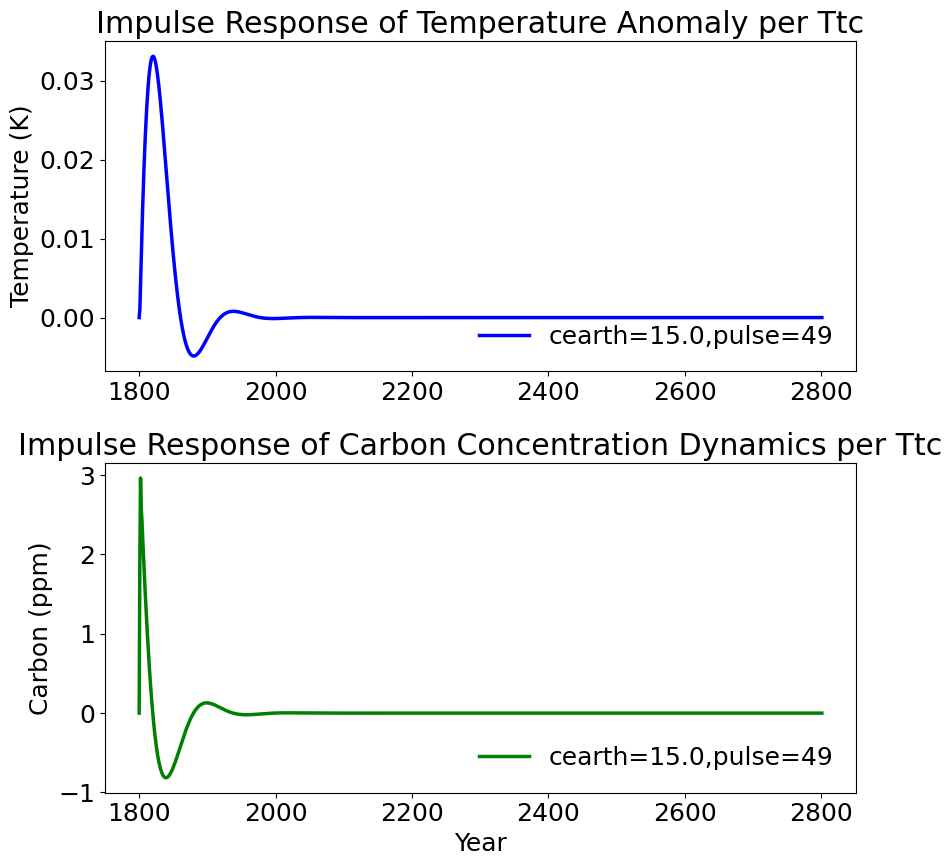 Impulse Response of Temperature Anomaly per Ttc
Temperature (K)
0.03
0.02
0.01
0.00
cearth=15.0,pulse=49
1800 2000 2200 2400 2600 2800
Impulse Response of Carbon Concentration Dynamics per Ttc
Carbon (ppm)
3
2
1
0
−1
cearth=15.0,pulse=49
1800 2000 2200 2400 2600 2800
Year